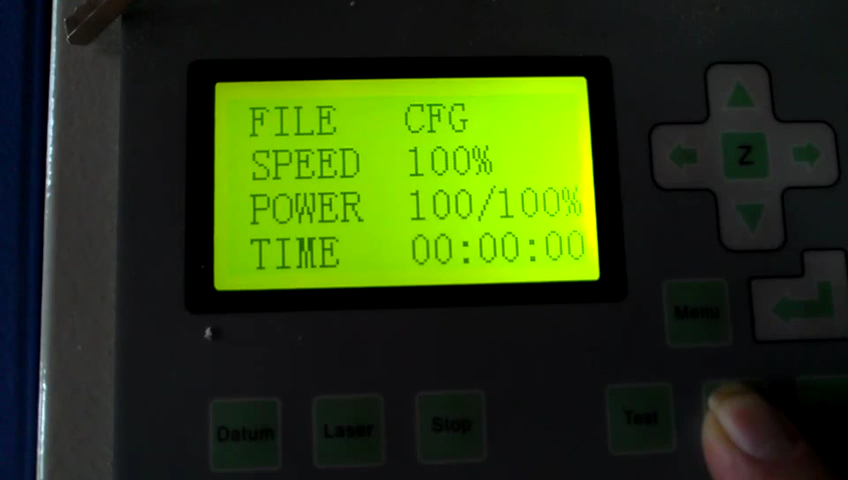 FILE CFG
SPEED 100%
POWER 100/100%
TIME 00:00:00
Z
Menu
Datum Laser Stop Test